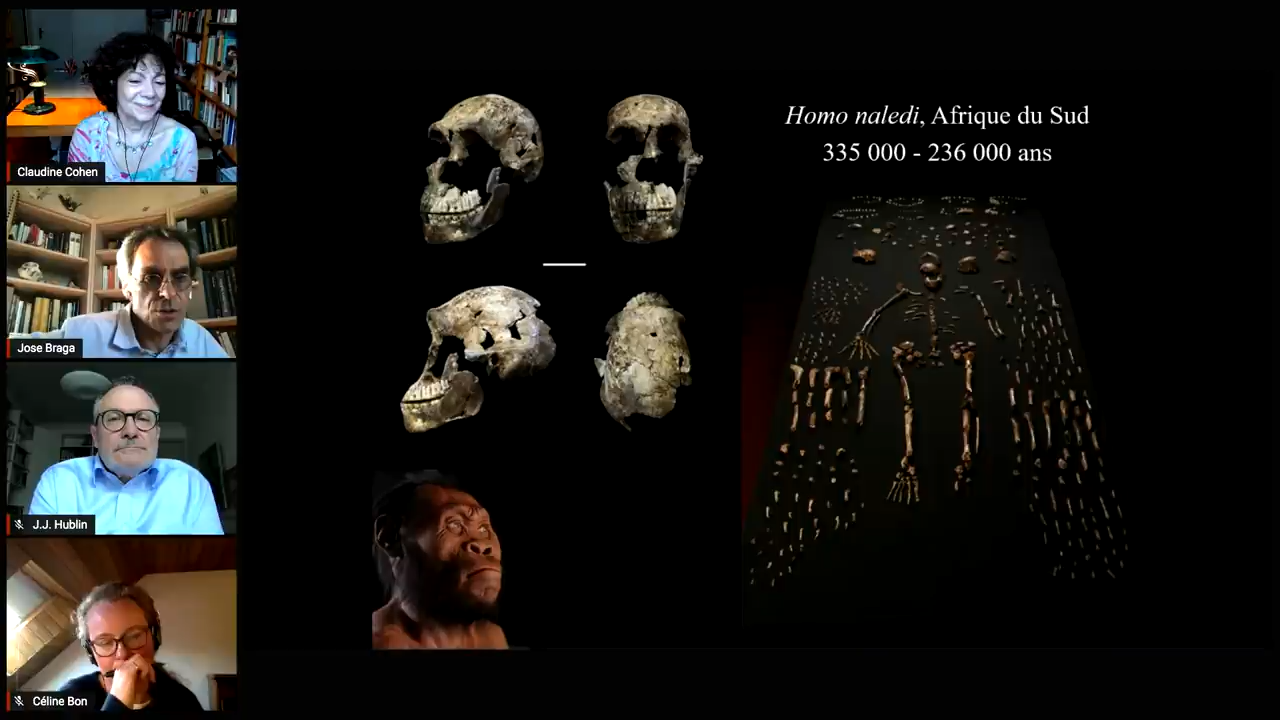 Claudine Cohen
Jose Braga
J.J. Hublin
Céline Bon
Homo naledi, Afrique du Sud
335 000 - 236 000 ans